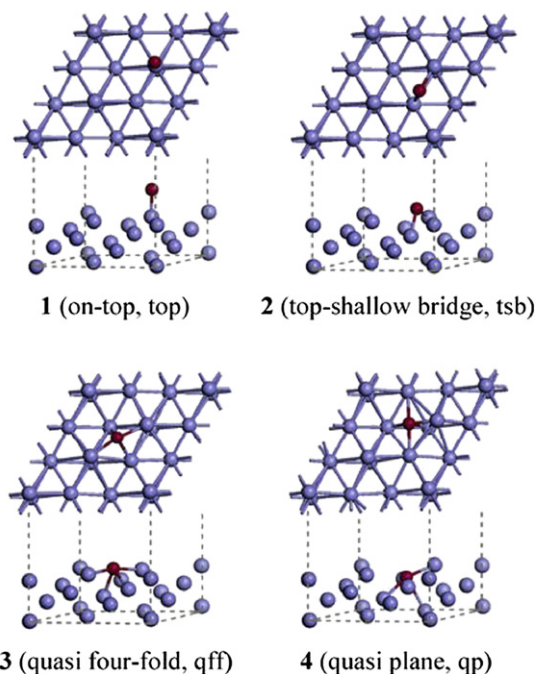 1 (on-top, top)
2 (top-shallow bridge, tsb)
3 (quasi four-fold, qff)
4 (quasi plane, qp)